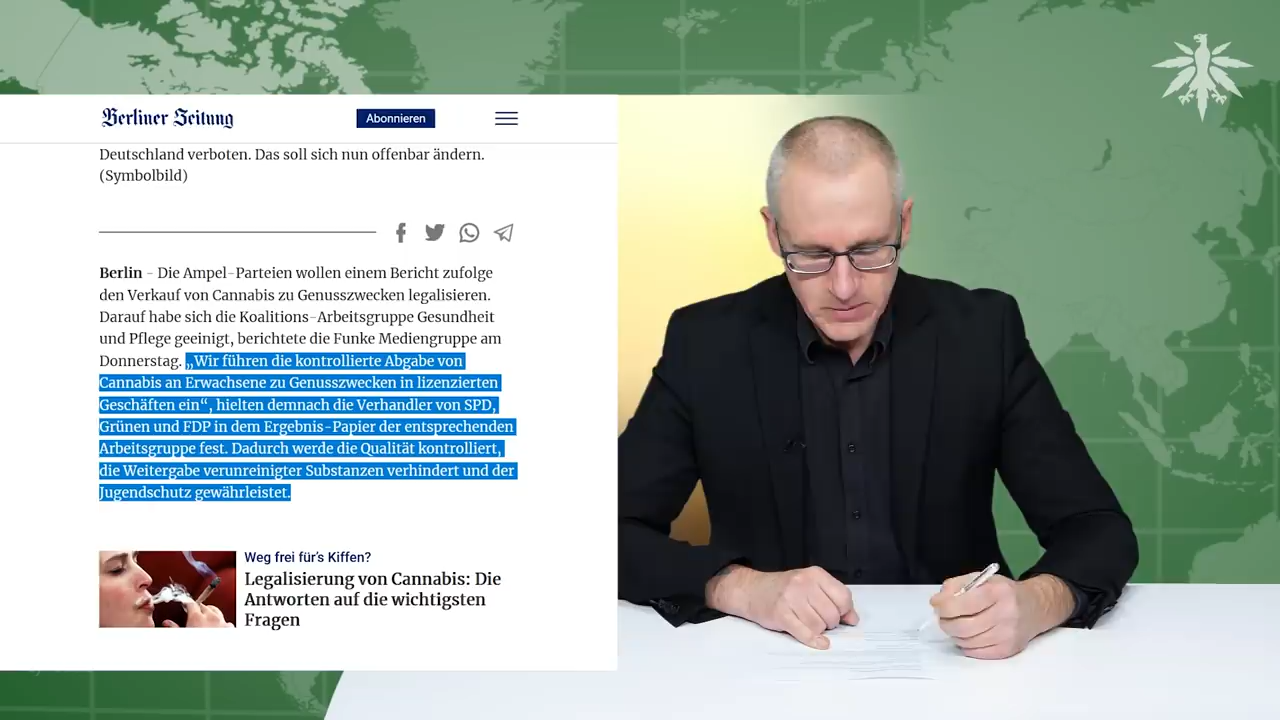 Berliner Zeitung
Abonnieren
Deutschland verboten. Das soll sich nun offenbar ändern.
(Symbolbild)
Berlin - Die Ampel-Parteien wollen einem Bericht zufolge
den Verkauf von Cannabis zu Genusszwecken legalisieren.
Darauf habe sich die Koalitions-Arbeitsgruppe Gesundheit
und Pflege geeinigt, berichtete die Funke Mediengruppe am
Donnerstag. „Wir führen die kontrollierte Abgabe von
Cannabis an Erwachsene zu Genusszwecken in lizenzierten
Geschäften ein“, hielten demnach die Verhandler von SPD,
Grünen und FDP in dem Ergebnis-Papier der entsprechenden
Arbeitsgruppe fest. Dadurch werde die Qualität kontrolliert,
die Weitergabe verunreinigter Substanzen verhindert und der
Jugendschutz gewährleistet.
Weg frei für’s Kiffen?
Legalisierung von Cannabis: Die
Antworten auf die wichtigsten
Fragen